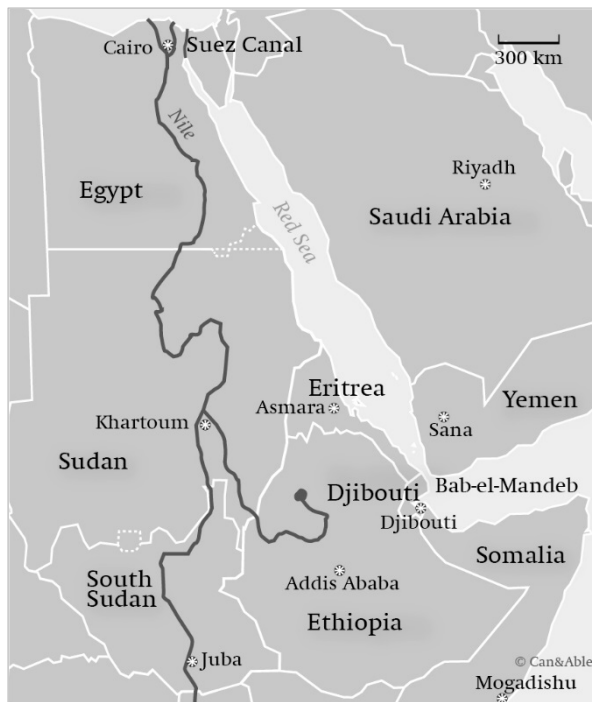 Cairo
Suez Canal
300 km
Nile
Riyadh
Egypt
Saudi Arabia
Red Sea
Eritrea
Asmara
Yemen
Khartoum
Sana
Sudan
Djibouti
Bab-el-Mandeb
Djibouti
Somalia
South
Sudan
Addis Ababa
Ethiopia
Juba
© Can&Able
Mogadishu